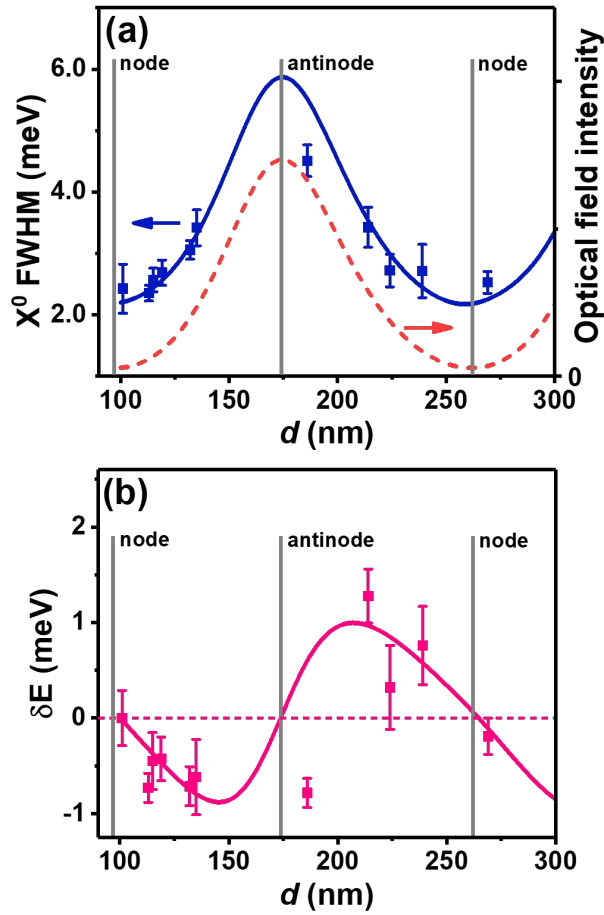 (a)
node
antinode
node
6.0
4.0
2.0
X⁰ FWHM (meV)
Optical field intensity
0
100
150
200
250
300
d (nm)
(b)
node
antinode
node
2
1
0
-1
δE (meV)
100
150
200
250
300
d (nm)